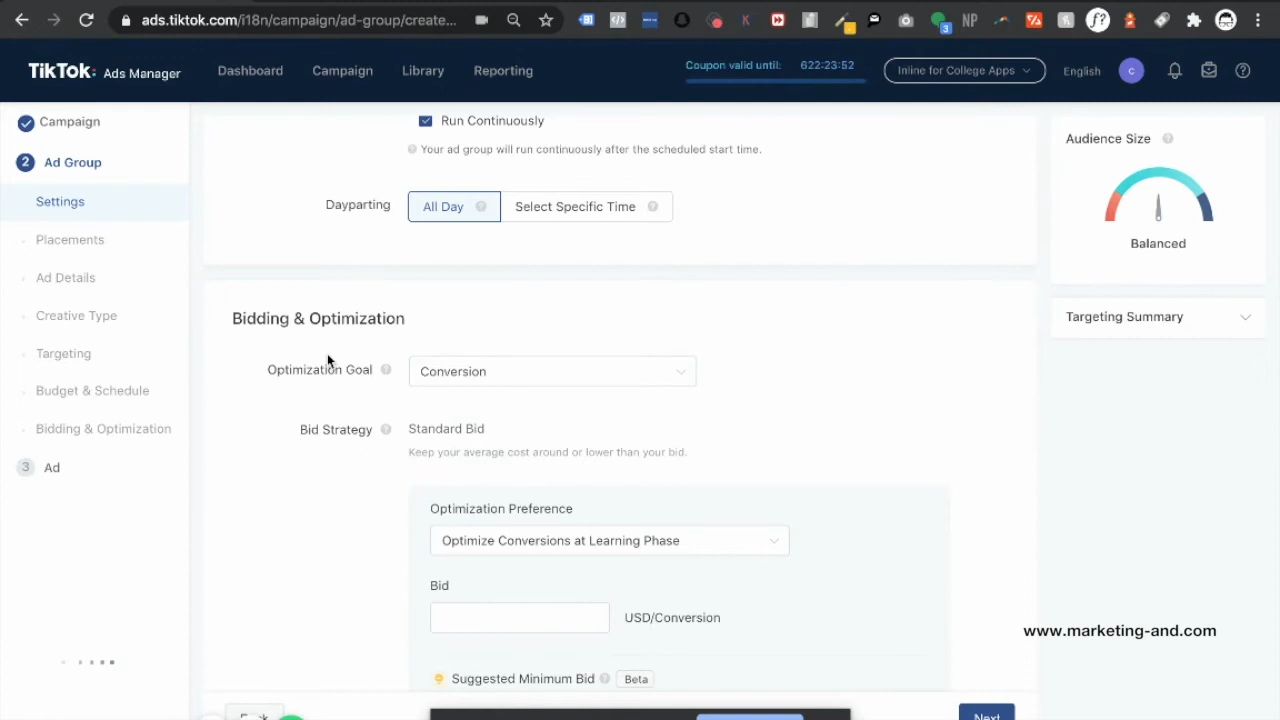 ads.tiktok.com/i18n/campaign/ad-group/create...
TikTok: Ads Manager
Dashboard
Campaign
Library
Reporting
Coupon valid until: 622:23:52
Inline for College Apps
English
C
Campaign
2 Ad Group
Settings
Placements
Ad Details
Creative Type
Targeting
Budget & Schedule
Bidding & Optimization
3 Ad
Run Continuously
Your ad group will run continuously after the scheduled start time.
Dayparting
All Day
Select Specific Time
Bidding & Optimization
Optimization Goal
Conversion
Bid Strategy
Standard Bid
Keep your average cost around or lower than your bid.
Optimization Preference
Optimize Conversions at Learning Phase
Bid
USD/Conversion
Suggested Minimum Bid
Beta
Next
Audience Size
Balanced
Targeting Summary
www.marketing-and.com